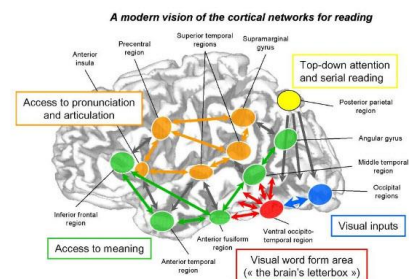 A modern vision of the cortical networks for reading
Superior temporal
regions
Supramarginal
gyrus
Precentral
region
Anterior
insula
Top-down attention
and serial reading
Access to pronunciation
and articulation
Posterior parietal
region
Angular gyrus
Middle temporal
region
Occipital
regions
Inferior frontal
region
Visual inputs
Access to meaning
Anterior fusiform
region
Ventral occipito-
temporal region
Anterior temporal
region
Visual word form area
(« the brain's letterbox »)